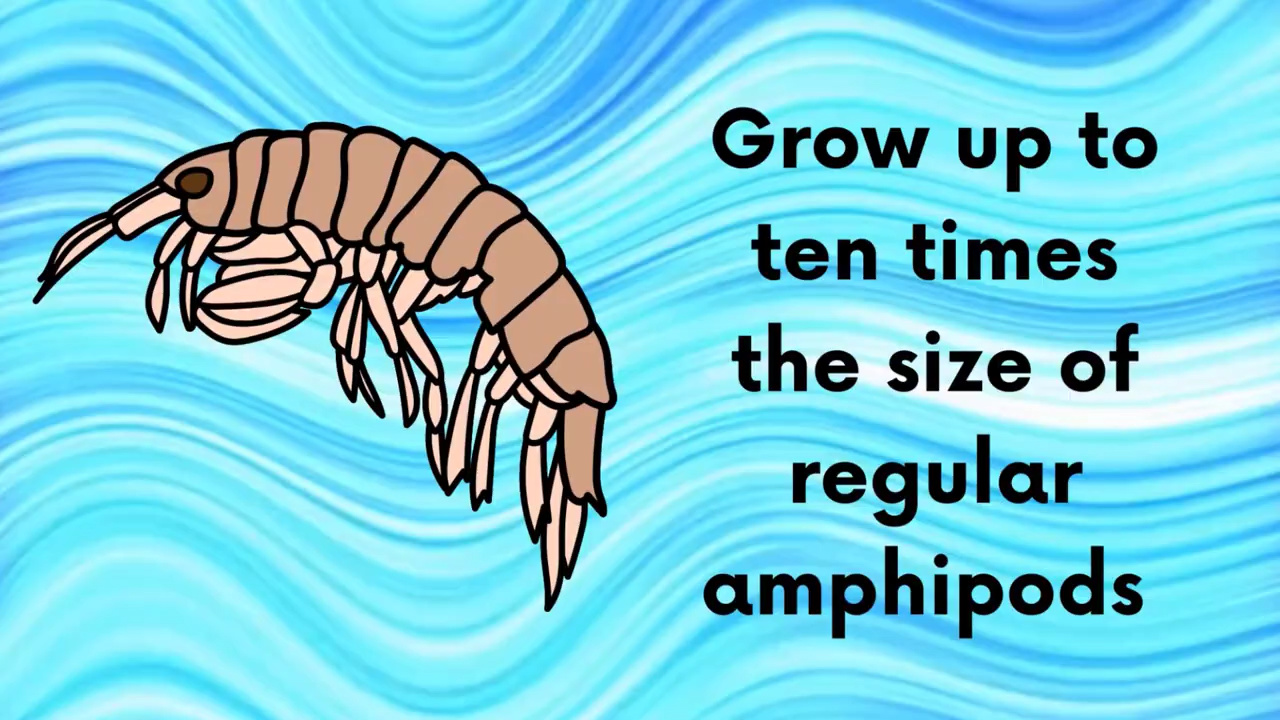 Grow up to
ten times
the size of
regular
amphipods